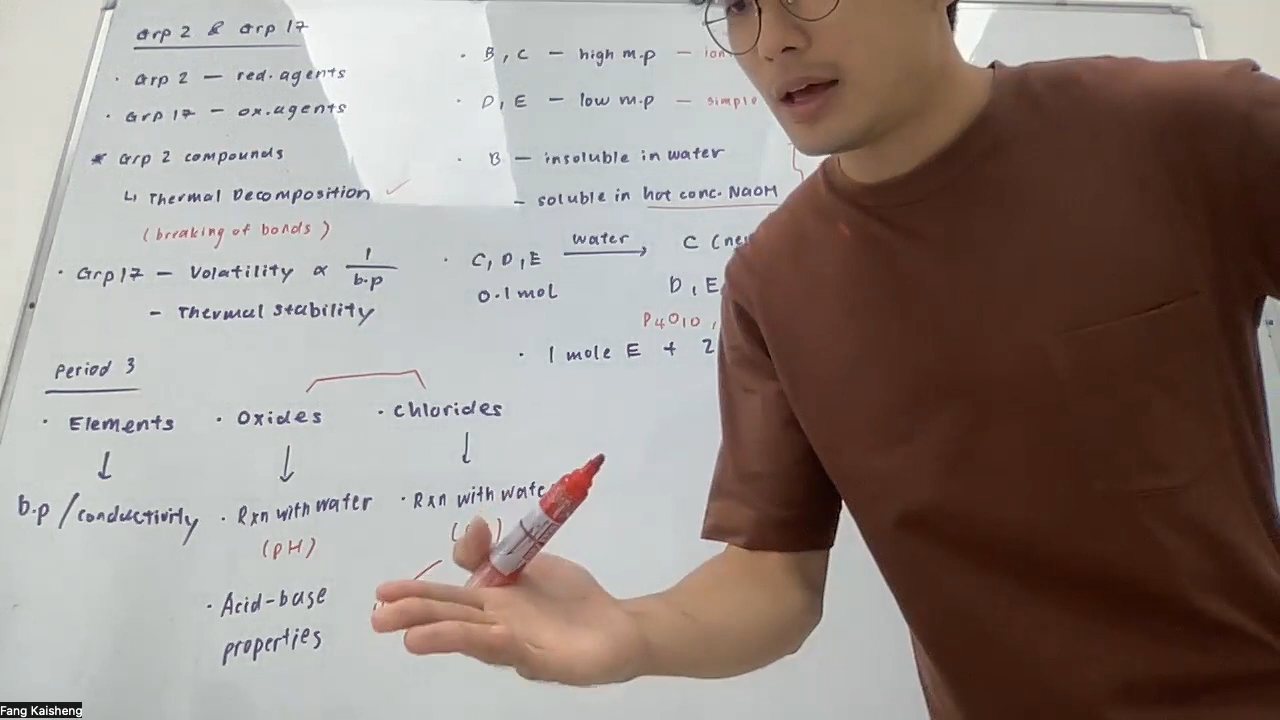 Grp 2 & Grp 17
· Grp 2 — red. agents
· Grp 17 — ox. agents
* Grp 2 compounds
↳ Thermal Decomposition ✓
(breaking of bonds)
· Grp 17 — Volatility ∝ 1/b.p
- Thermal stability
Period 3
· Elements · Oxides · Chlorides
↓ ↓ ↓
b.p / conductivity · Rxn with water · Rxn with
(pH)
· Acid-base
properties
· B, C — high m.p —
· D, E — low m.p — simple
· B — insoluble in water
- soluble in hot conc. NaOH
· C, D, E water → C
0.1 mol D, E
P4O10,
· 1 mole E + 2
Fang Kaisheng